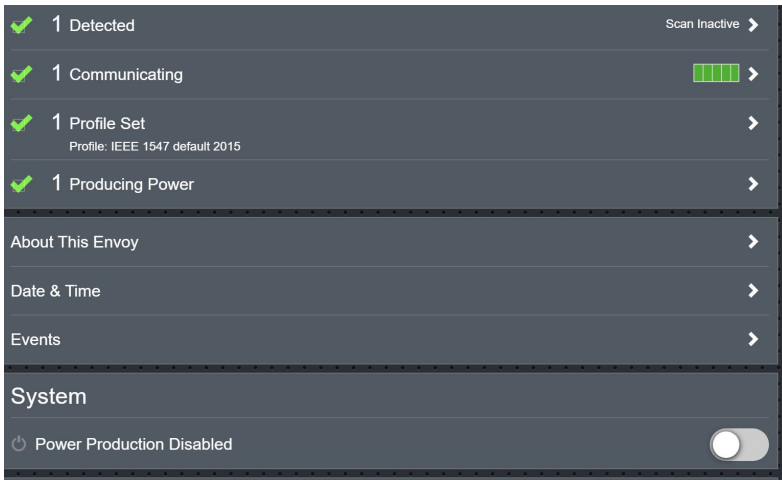 1 Detected Scan Inactive
1 Communicating
1 Profile Set
Profile: IEEE 1547 default 2015
1 Producing Power
About This Envoy
Date & Time
Events
System
Power Production Disabled